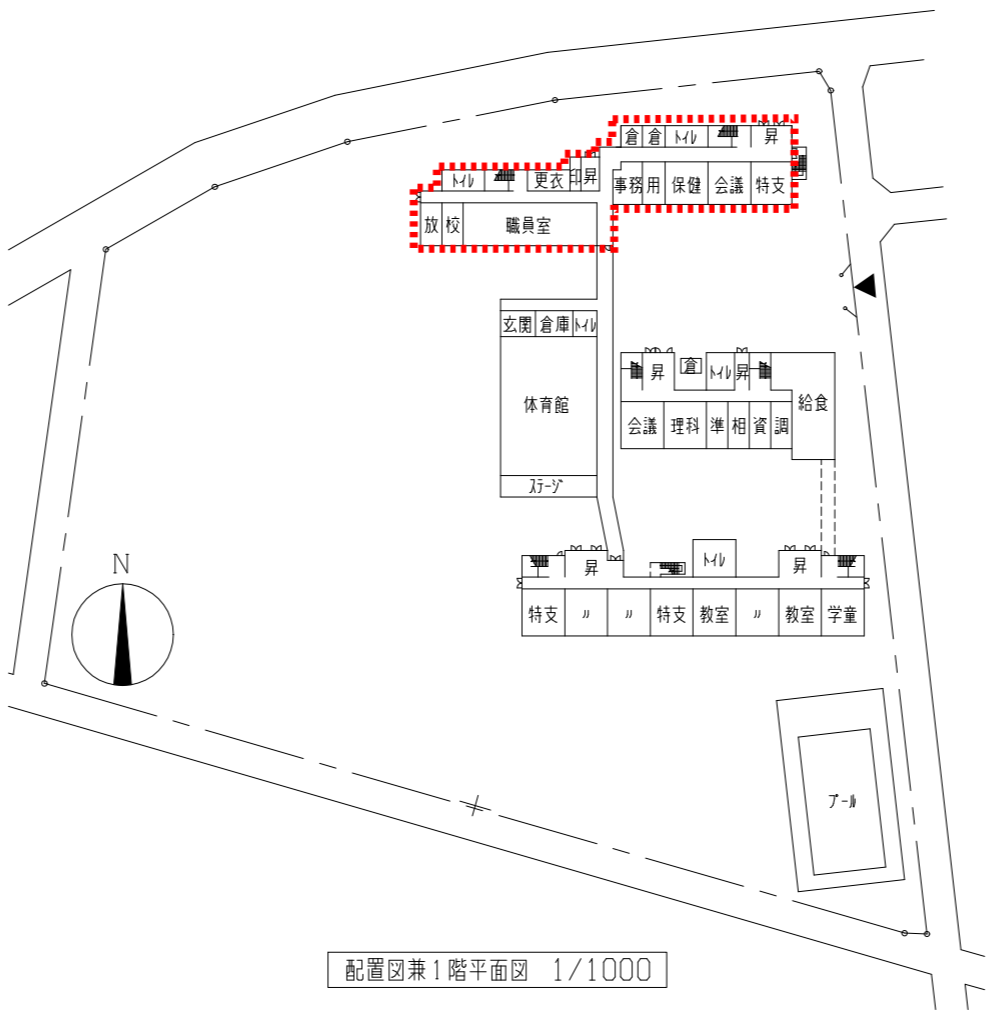 倉 倉 トイレ 昇
トイレ 更衣 印 昇
事務 用 保健 会議 特支
放 校 職員室
玄関 倉庫 トイレ
体育館
ステージ
昇 倉 トイレ 昇
会議 理科 準 相 資 調
給食
N
昇 トイレ 昇
特支 〃 〃 特支 教室 〃 教室 学童
プール
配置図兼1階平面図 1/1000